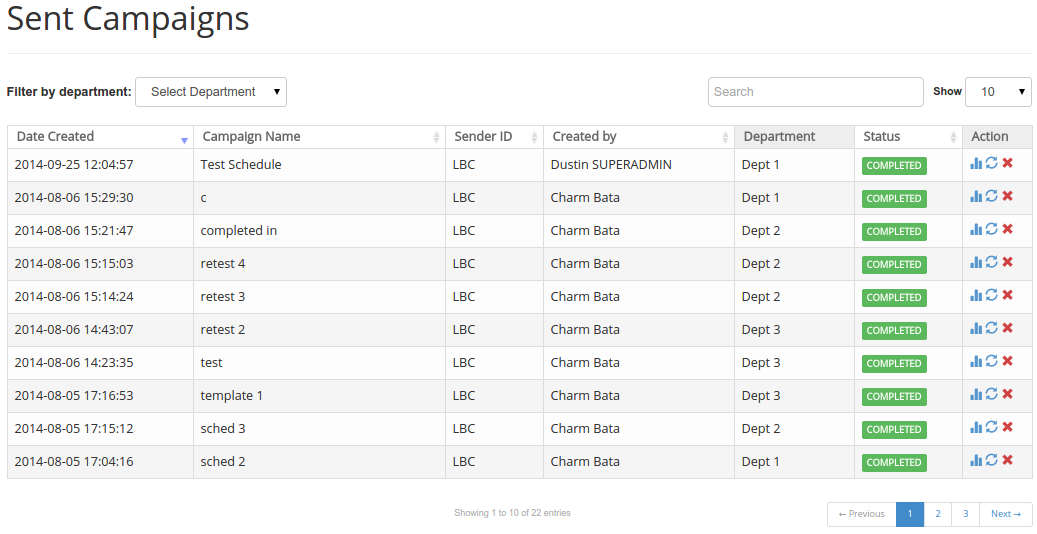 Sent Campaigns
Filter by department: Select Department Search Show 10
Date Created Campaign Name Sender ID Created by Department Status Action
2014-09-25 12:04:57 Test Schedule LBC Dustin SUPERADMIN Dept 1 COMPLETED
2014-08-06 15:29:30 c LBC Charm Bata Dept 1 COMPLETED
2014-08-06 15:21:47 completed in LBC Charm Bata Dept 2 COMPLETED
2014-08-06 15:15:03 retest 4 LBC Charm Bata Dept 2 COMPLETED
2014-08-06 15:14:24 retest 3 LBC Charm Bata Dept 2 COMPLETED
2014-08-06 14:43:07 retest 2 LBC Charm Bata Dept 3 COMPLETED
2014-08-06 14:23:35 test LBC Charm Bata Dept 3 COMPLETED
2014-08-05 17:16:53 template 1 LBC Charm Bata Dept 3 COMPLETED
2014-08-05 17:15:12 sched 3 LBC Charm Bata Dept 2 COMPLETED
2014-08-05 17:04:16 sched 2 LBC Charm Bata Dept 1 COMPLETED
Showing 1 to 10 of 22 entries ← Previous 1 2 3 Next →